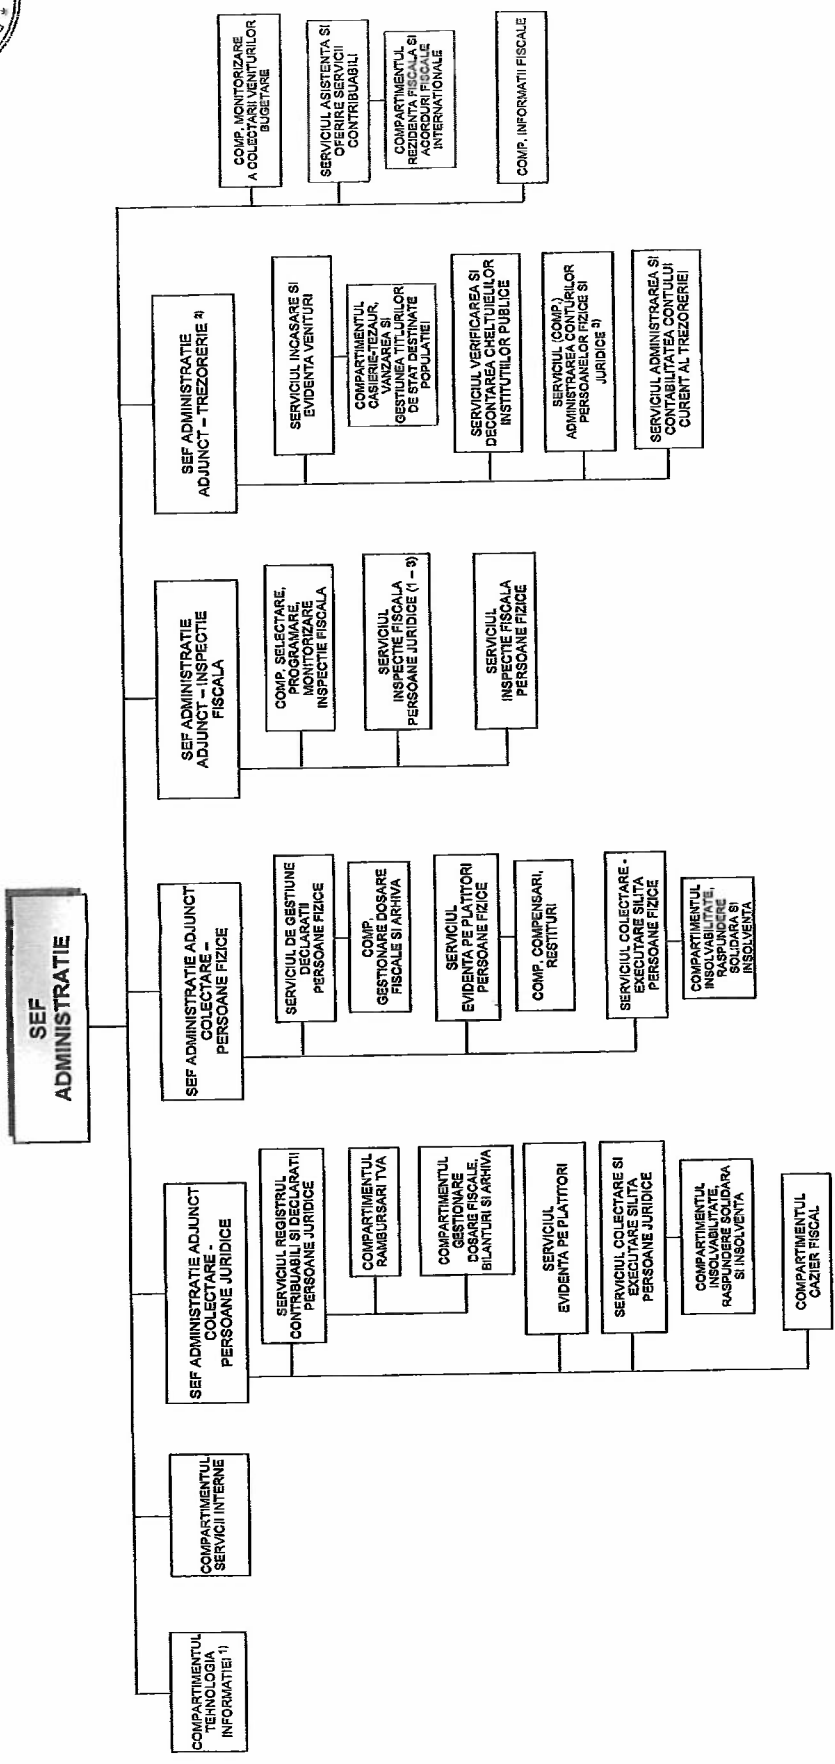 SEF
ADMINISTRATIE
COMPARTIMENTUL
TEHNOLOGIA
INFORMATIEI 1)
COMPARTIMENTUL
SERVICII INTERNE
SEF ADMINISTRATIE ADJUNCT
COLECTARE -
PERSOANE JURIDICE
SERVICIUL REGISTRUL
CONTRIBUABILI SI DECLARATII
PERSOANE JURIDICE
COMPARTIMENTUL
RAMBURSARI TVA
COMPARTIMENTUL
GESTIONARE
DOSARE FISCALE,
BILANTURI SI ARHIVA
SERVICIUL
EVIDENTA PE PLATITORI
SERVICIUL COLECTARE SI
EXECUTARE SILITA
PERSOANE JURIDICE
COMPARTIMENTUL
INSOLVABILITATE,
RASPUNDERE SOLIDARA
SI INSOLVENTA
COMPARTIMENTUL
CAZIER FISCAL
SEF ADMINISTRATIE ADJUNCT
COLECTARE –
PERSOANE FIZICE
SERVICIUL DE GESTIUNE
DECLARATII
PERSOANE FIZICE
COMP.
GESTIONARE DOSARE
FISCALE SI ARHIVA
SERVICIUL
EVIDENTA PE PLATITORI
PERSOANE FIZICE
COMP. COMPENSARI,
RESTITURI
SERVICIUL COLECTARE -
EXECUTARE SILITA
PERSOANE FIZICE
COMPARTIMENTUL
INSOLVABILITATE,
RASPUNDERE
SOLIDARA SI
INSOLVENTA
SEF ADMINISTRATIE
ADJUNCT – INSPECTIE
FISCALA
COMP. SELECTARE,
PROGRAMARE,
MONITORIZARE
INSPECTIE FISCALA
SERVICIUL
INSPECTIE FISCALA
PERSOANE JURIDICE (1 – 3)
SERVICIUL
INSPECTIE FISCALA
PERSOANE FIZICE
SEF ADMINISTRATIE
ADJUNCT – TREZORERIE 2)
SERVICIUL INCASARE SI
EVIDENTA VENITURI
COMPARTIMENTUL
CASIERIE-TEZAUR,
VANZAREA SI
GESTIUNEA TITLURILOR
DE STAT DESTINATE
POPULATIEI
SERVICIUL VERIFICAREA SI
DECONTAREA CHELTUIELILOR
INSTITUTIILOR PUBLICE
SERVICIUL (COMP.)
ADMINISTRAREA CONTURILOR
PERSOANELOR FIZICE SI
JURIDICE 3)
SERVICIUL ADMINISTRAREA SI
CONTABILITATEA CONTULUI
CURENT AL TREZORERIEI
COMP. MONITORIZARE
A COLECTARII VENITURILOR
BUGETARE
SERVICIUL ASISTENTA SI
OFERIRE SERVICII
CONTRIBUABILI
COMPARTIMENTUL
REZIDENTA FISCALA SI
ACORDURI FISCALE
INTERNATIONALE
COMP. INFORMATII FISCALE